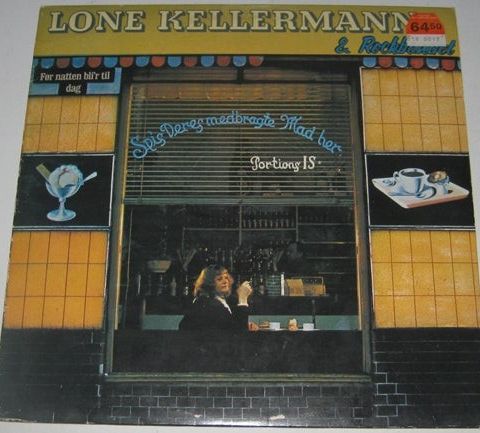 LONE KELLERMANN
64.50
& Rockbandet
Før natten bli'r til
dag
Spis Deres medbragte Mad her.
Portions IS-